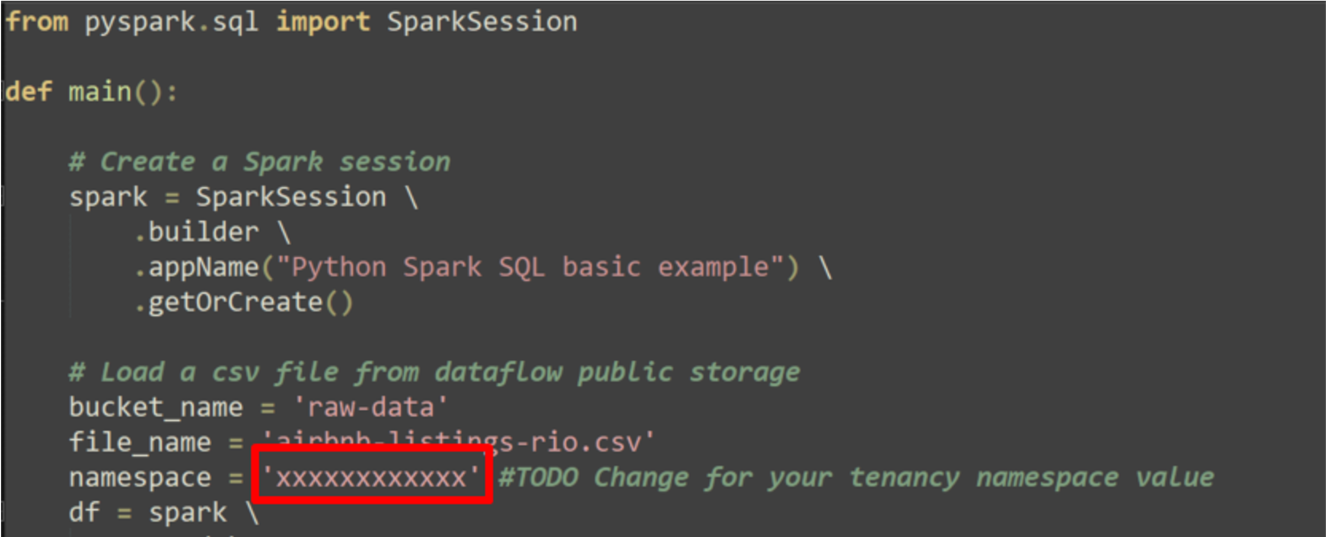 from pyspark.sql import SparkSession
def main():
# Create a Spark session
spark = SparkSession \
.builder \
.appName("Python Spark SQL basic example") \
.getOrCreate()
# Load a csv file from dataflow public storage
bucket_name = 'raw-data'
file_name = 'airbnb-listings-rio.csv'
namespace = 'xxxxxxxxxxxx' #TODO Change for your tenancy namespace value
df = spark \